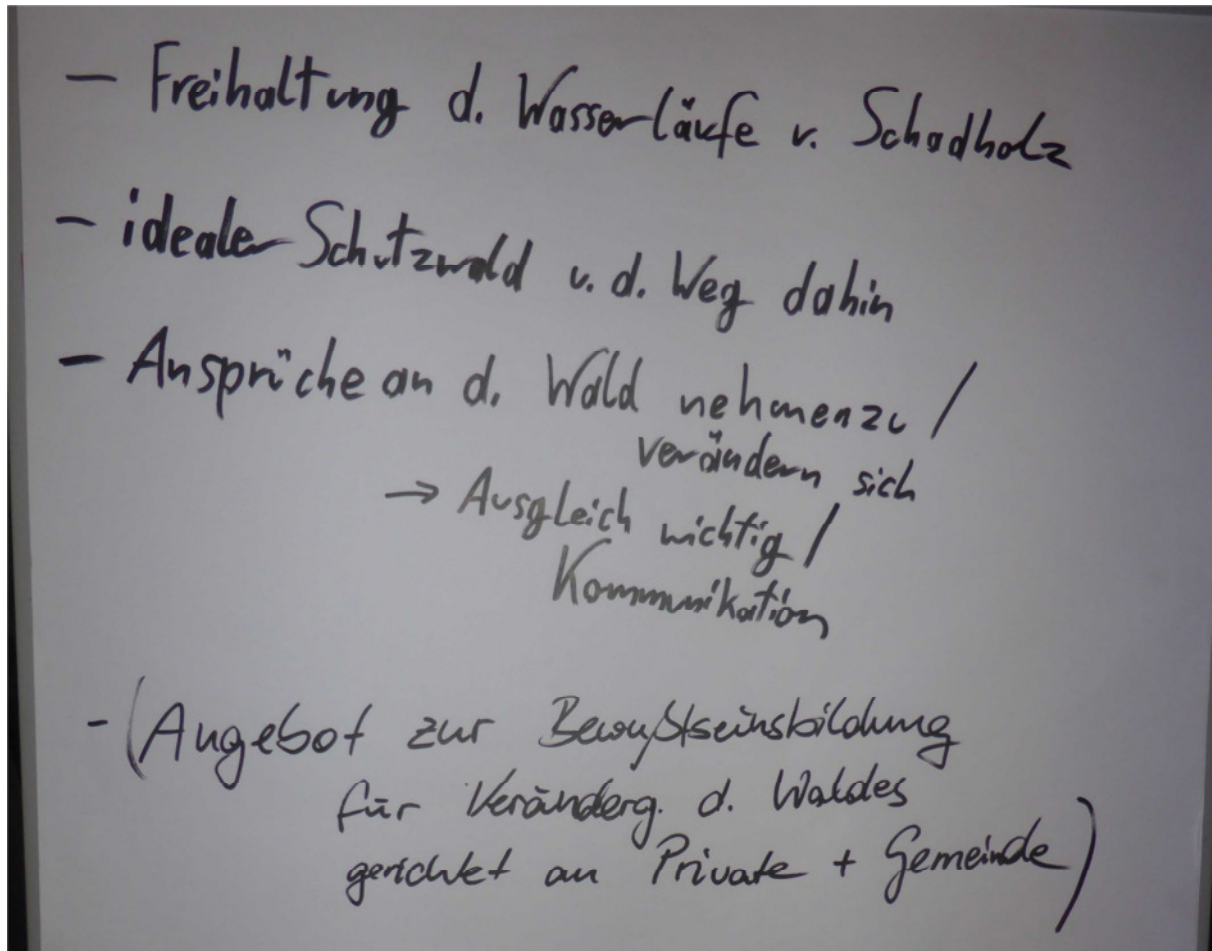 - Freihaltung d. Wasserläufe v. Schadholz
- idealer Schutzwald u. d. Weg dahin
- Ansprüche an d. Wald nehmen zu /
verändern sich
→ Ausgleich wichtig /
Kommunikation
- (Angebot zur Bewußtseinsbildung
für Veränderg. d. Waldes
gerichtet an Private + Gemeinde)